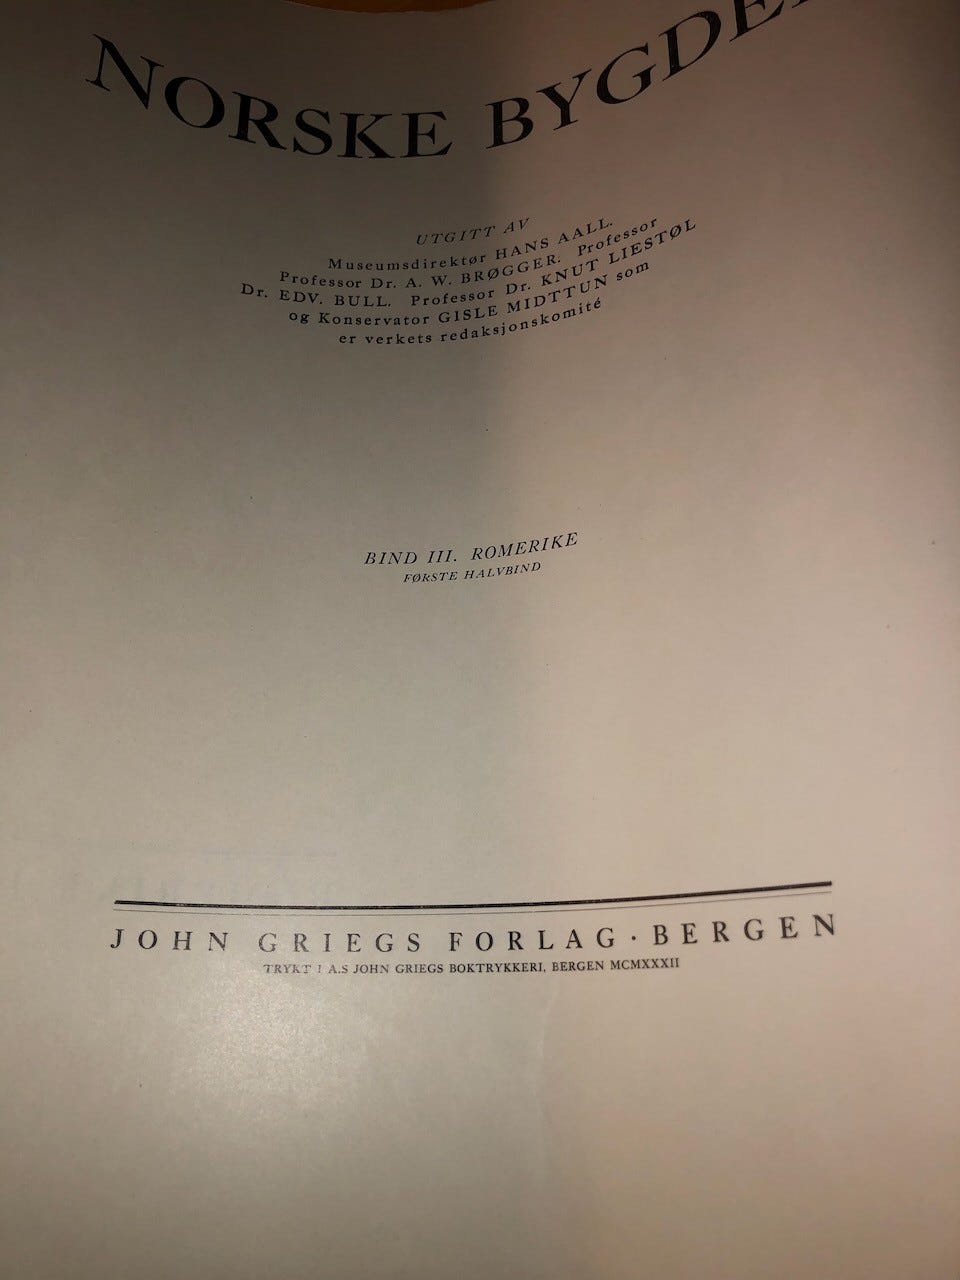 NORSKE BYGDE
UTGITT AV
Museumsdirektør HANS AALL.
Professor Dr. A. W. BRØGGER. Professor
Dr. EDV. BULL. Professor Dr. KNUT LIESTØL
og Konservator GISLE MIDTTUN som
er verkets redaksjonskomité
BIND III. ROMERIKE
FØRSTE HALVBIND
JOHN GRIEGS FORLAG · BERGEN
TRYKT I A.S JOHN GRIEGS BOKTRYKKERI, BERGEN MCMXXXII